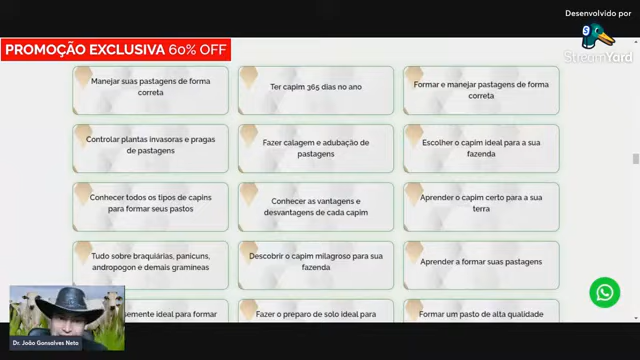 Desenvolvido por
StreamYard
PROMOÇÃO EXCLUSIVA 60% OFF
Manejar suas pastagens de forma
correta
Ter capim 365 dias no ano
Formar e manejar pastagens de forma
correta
Controlar plantas invasoras e pragas
de pastagens
Fazer calagem e adubação de
pastagens
Escolher o capim ideal para a sua
fazenda
Conhecer todos os tipos de capins
para formar seus pastos
Conhecer as vantagens e
desvantagens de cada capim
Aprender o capim certo para a sua
terra
Tudo sobre braquiárias, panicuns,
andropogon e demais gramíneas
Descobrir o capim milagroso para sua
fazenda
Aprender a formar suas pastagens
semente ideal para formar
Fazer o preparo de solo ideal para
Formar um pasto de alta qualidade
Dr. João Gonsalves Neto